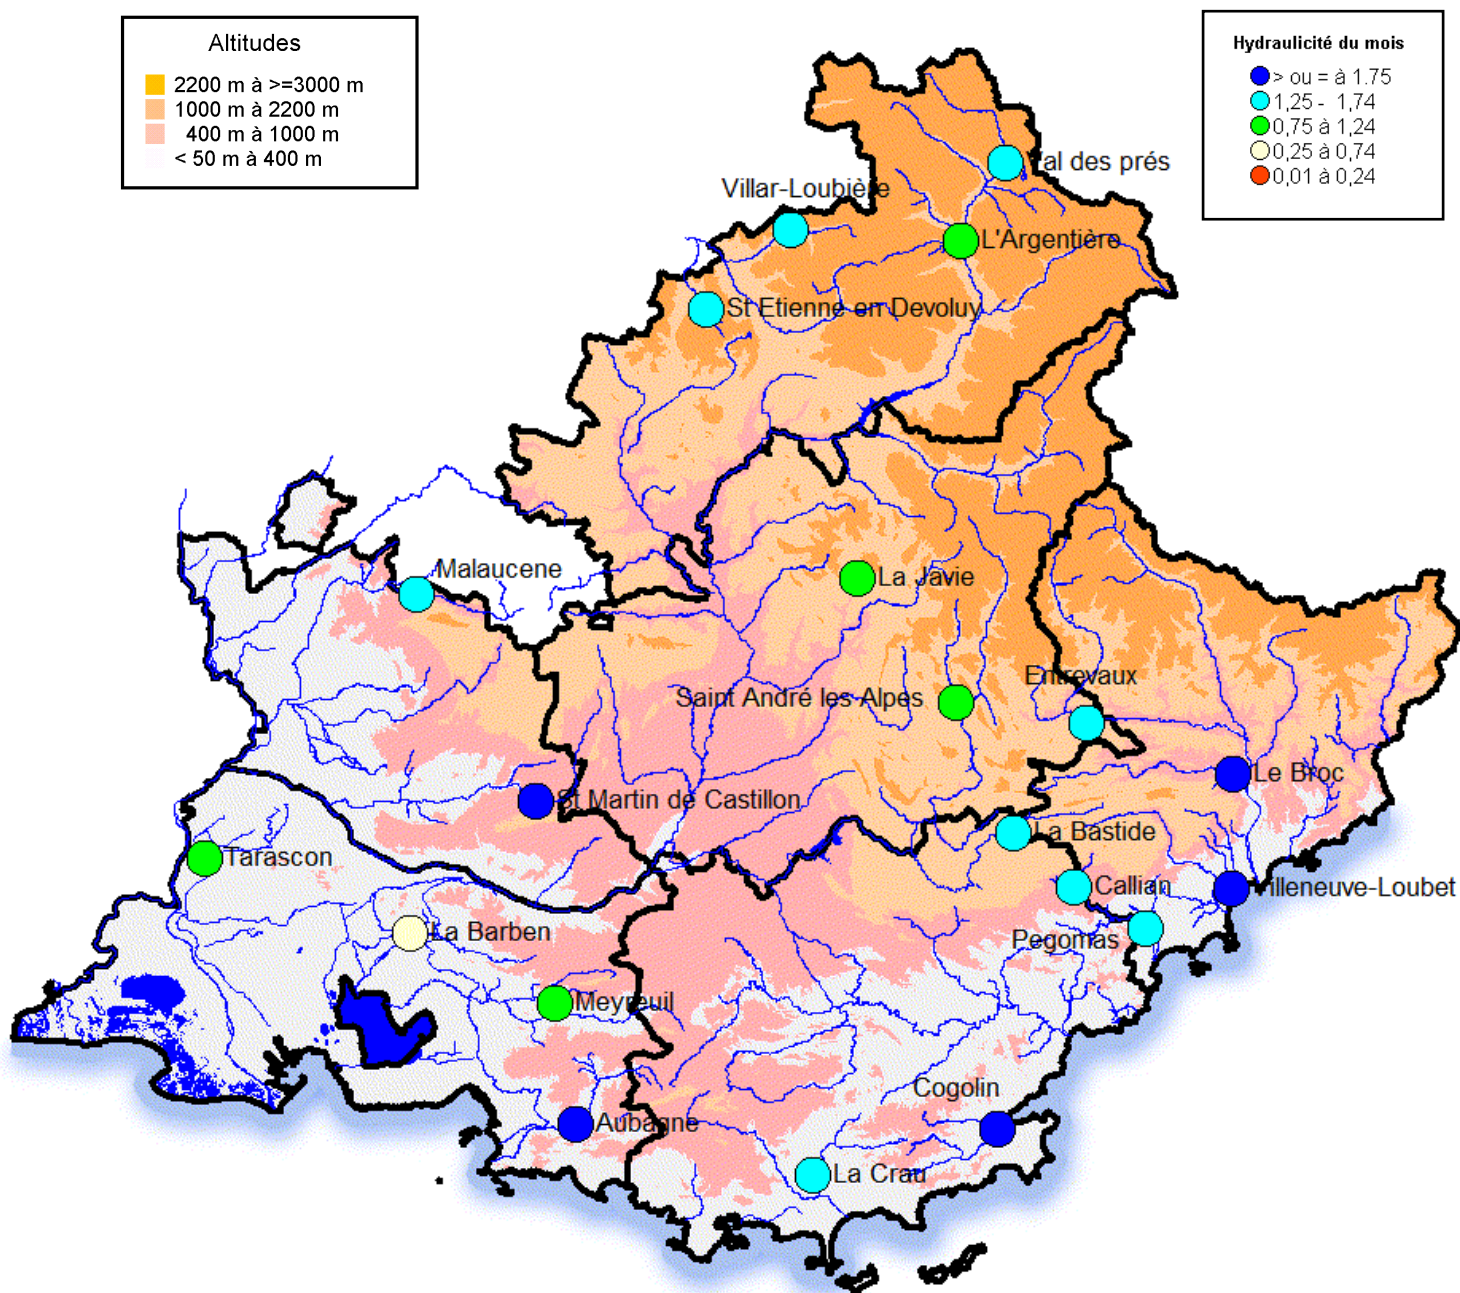 Altitudes
2200 m à >=3000 m
1000 m à 2200 m
400 m à 1000 m
< 50 m à 400 m
Hydraulicité du mois
> ou = à 1.75
1,25 - 1,74
0,75 à 1,24
0,25 à 0,74
0,01 à 0,24
Val des prés
Villar-Loubière
L'Argentière
St Etienne en Devoluy
Malaucene
La Javie
Entrevaux
Saint André les Alpes
Le Broc
St Martin de Castillon
La Bastide
Tarascon
Callian
Villeneuve-Loubet
La Barben
Pegomas
Meyreuil
Cogolin
Aubagne
La Crau